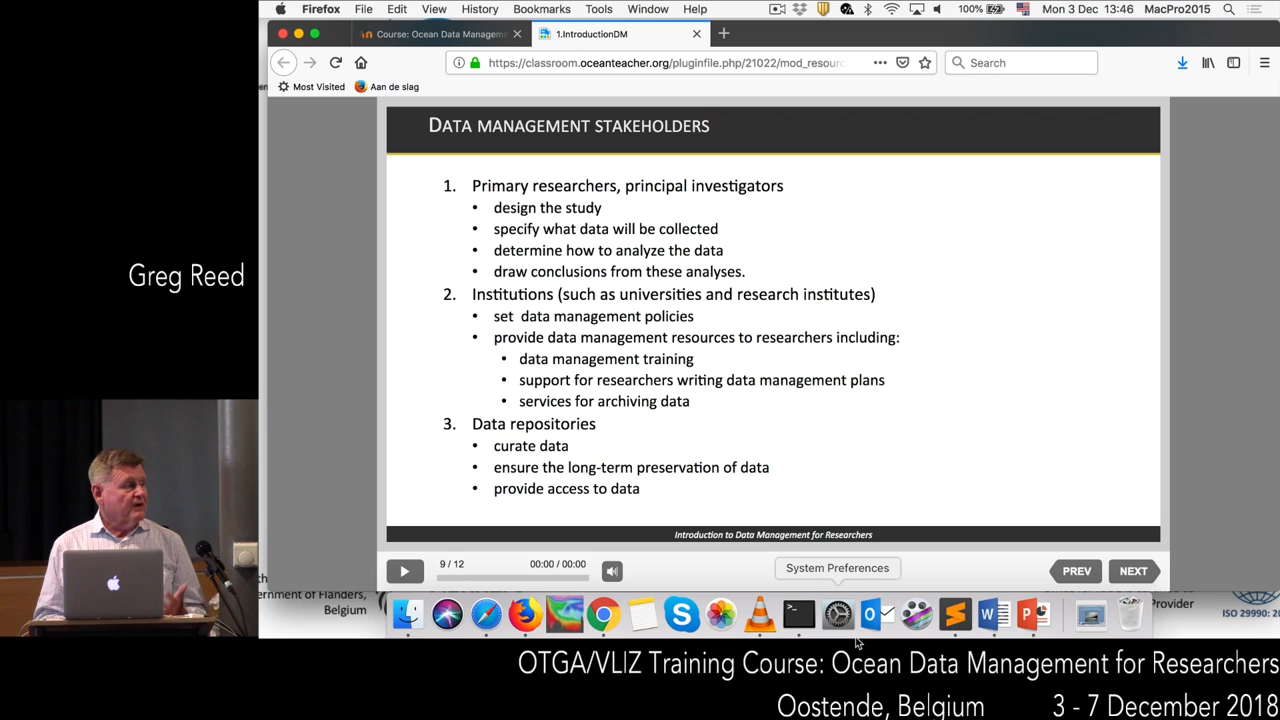 Firefox File Edit View History Bookmarks Tools Window Help 100% Mon 3 Dec 13:46 MacPro2015
Course: Ocean Data Manageme
1.IntroductionDM
https://classroom.oceanteacher.org/pluginfile.php/21022/mod_resour
Search
Most Visited Aan de slag
DATA MANAGEMENT STAKEHOLDERS
1. Primary researchers, principal investigators
• design the study
• specify what data will be collected
• determine how to analyze the data
• draw conclusions from these analyses.
2. Institutions (such as universities and research institutes)
• set data management policies
• provide data management resources to researchers including:
• data management training
• support for researchers writing data management plans
• services for archiving data
3. Data repositories
• curate data
• ensure the long-term preservation of data
• provide access to data
Introduction to Data Management for Researchers
9 / 12 00:00 / 00:00
System Preferences
PREV NEXT
Greg Reed
ernment of Flanders,
Belgium
Provider
ISO 29990:
OTGA/VLIZ Training Course: Ocean Data Management for Researchers
Oostende, Belgium 3 - 7 December 2018